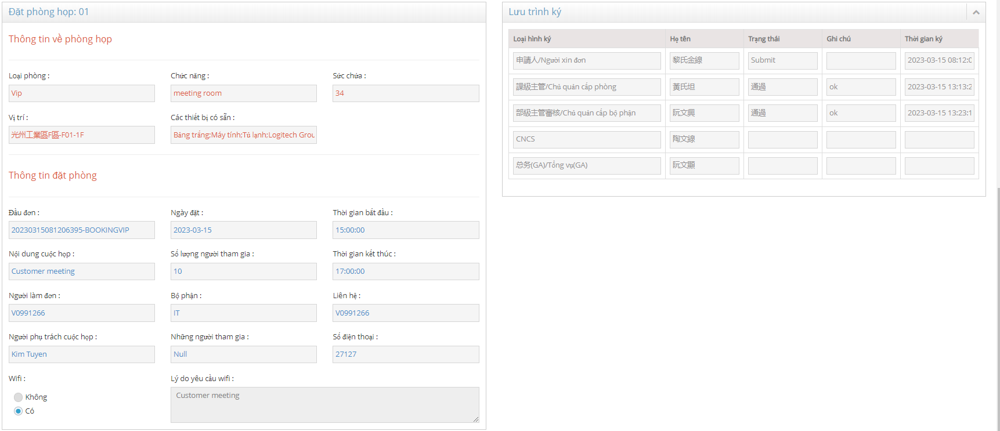 Đặt phòng họp: 01
Thông tin về phòng họp
Loại phòng :
Chức năng :
Sức chứa :
Vip
meeting room
34
Vị trí :
Các thiết bị có sẵn :
光州工業區F區-F01-1F
Bảng trắng;Máy tính;Tủ lạnh;Logitech Grou
Thông tin đặt phòng
Đầu đơn :
Ngày đặt :
Thời gian bắt đầu :
20230315081206395-BOOKINGVIP
2023-03-15
15:00:00
Nội dung cuộc họp :
Số lượng người tham gia :
Thời gian kết thúc :
Customer meeting
10
17:00:00
Người làm đơn :
Bộ phận :
Liên hệ :
V0991266
IT
V0991266
Người phụ trách cuộc họp :
Những người tham gia :
Số điện thoại :
Kim Tuyen
Null
27127
Wifi :
Lý do yêu cầu wifi :
Không
Có
Customer meeting
Lưu trình ký
Loại hình ký Họ tên Trạng thái Ghi chú Thời gian ký
申請人/Người xin đơn 黎氏金線 Submit 2023-03-15 08:12:0
課級主管/Chủ quản cấp phòng 黃氏坦 通過 ok 2023-03-15 13:13:2
部級主管審核/Chủ quản cấp bộ phận 阮文興 通過 ok 2023-03-15 13:23:1
CNCS 陶文線
总务(GA)/Tổng vụ(GA) 阮文顯